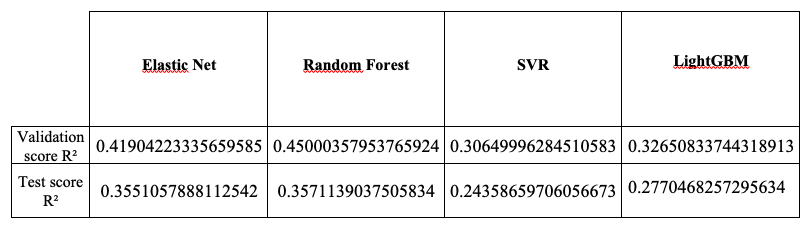 Elastic Net Random Forest SVR LightGBM
Validation score R² 0.41904223335659585 0.45000357953765924 0.30649996284510583 0.32650833744318913
Test score R² 0.3551057888112542 0.3571139037505834 0.24358659706056673 0.2770468257295634